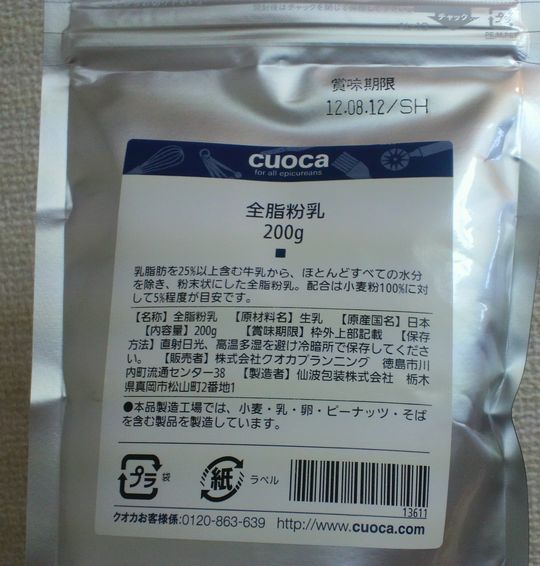 チャック
賞味期限
12.08.12/SH
cuoca
for all epicureans
全脂粉乳
200g
乳脂肪を25%以上含む牛乳から、ほとんどすべての水分
を除き、粉末状にした全脂粉乳。配合は小麦粉100%に対
して5%程度が目安です。
【名称】全脂粉乳 【原材料名】生乳 【原産国名】日本
【内容量】200g 【賞味期限】枠外上部記載 【保存
方法】直射日光、高温多湿を避け冷暗所で保存してくださ
い。【販売者】株式会社クオカプランニング 徳島市川
内町流通センター38 【製造者】仙波包装株式会社 栃木
県真岡市松山町2番地1
●本品製造工場では、小麦・乳・卵・ピーナッツ・そば
を含む製品を製造しています。
プラ 袋 紙 ラベル
13611
クオカお客様係:0120-863-639 http://www.cuoca.com